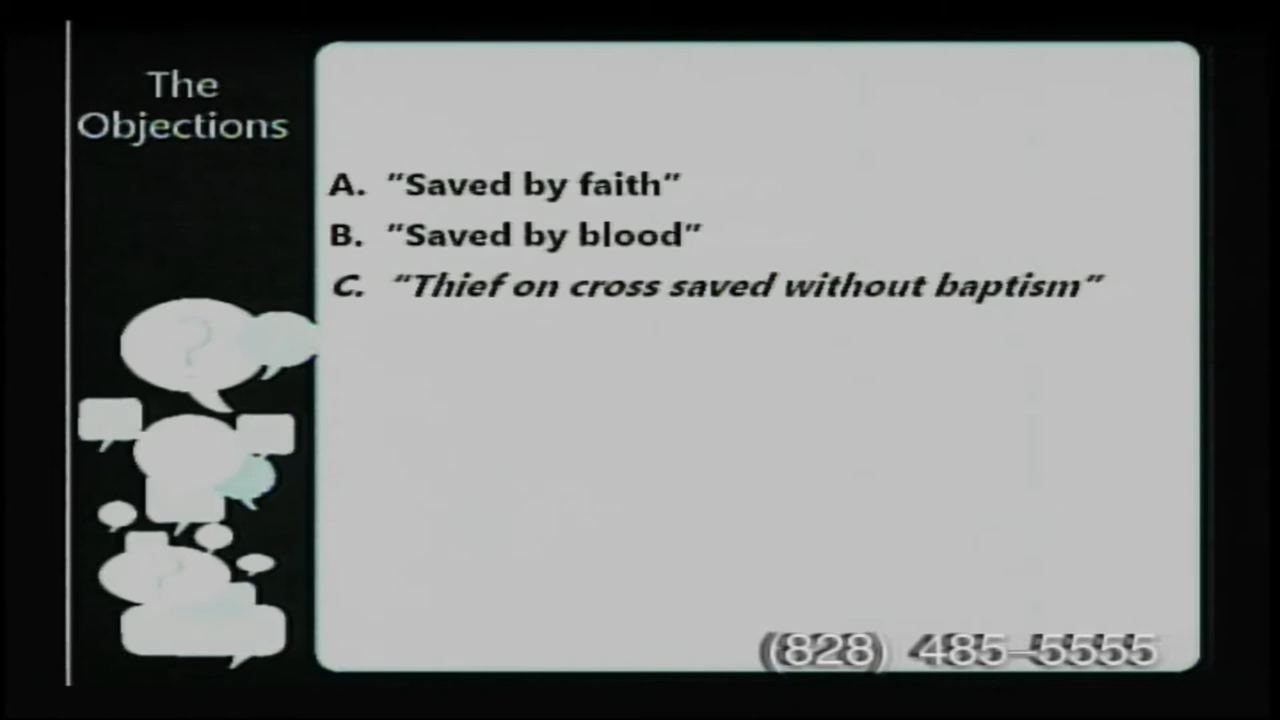 The
Objections
A. "Saved by faith"
B. "Saved by blood"
C. "Thief on cross saved without baptism"
?
?
(828) 485-5555